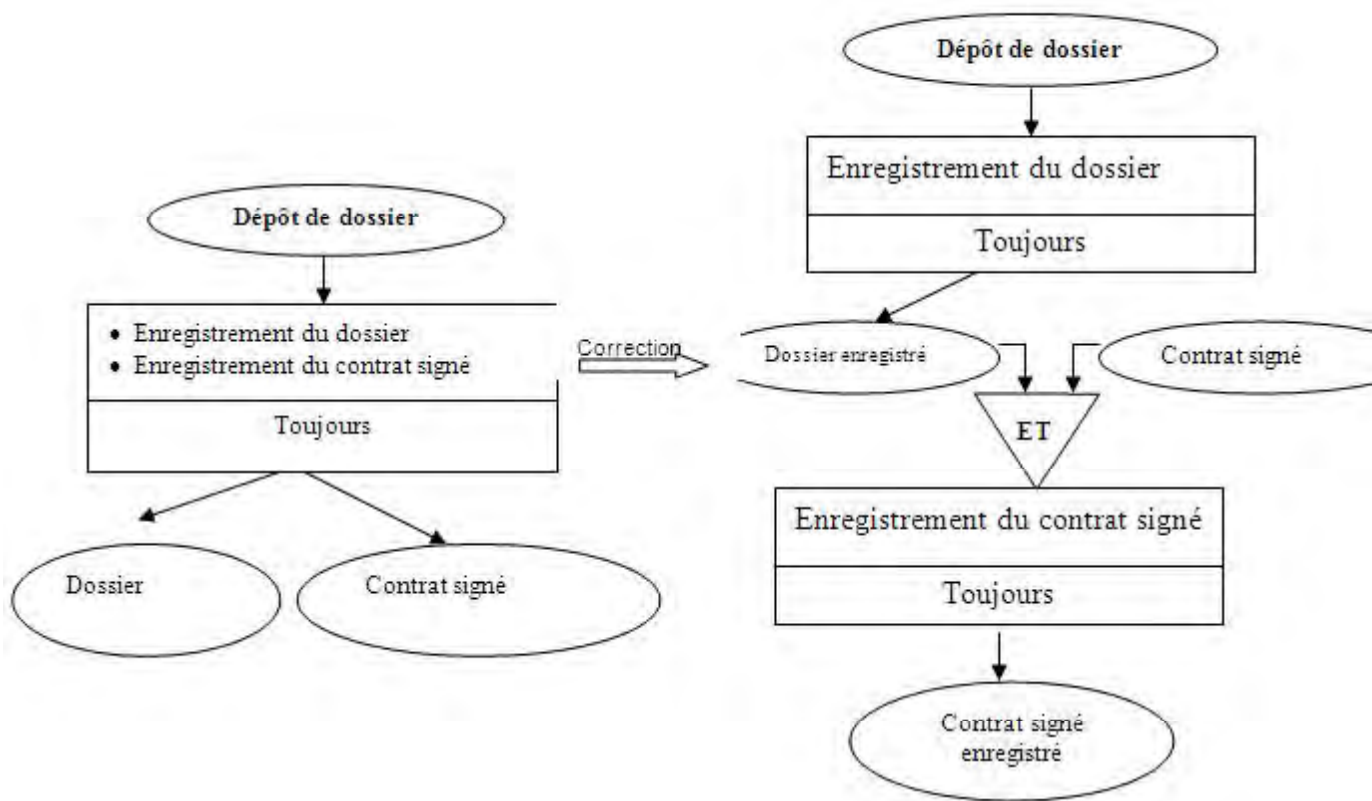 Dépôt de dossier
• Enregistrement du dossier
• Enregistrement du contrat signé
Toujours
Dossier
Contrat signé
Correction
Dépôt de dossier
Enregistrement du dossier
Toujours
Dossier enregistré
Contrat signé
ET
Enregistrement du contrat signé
Toujours
Contrat signé
enregistré